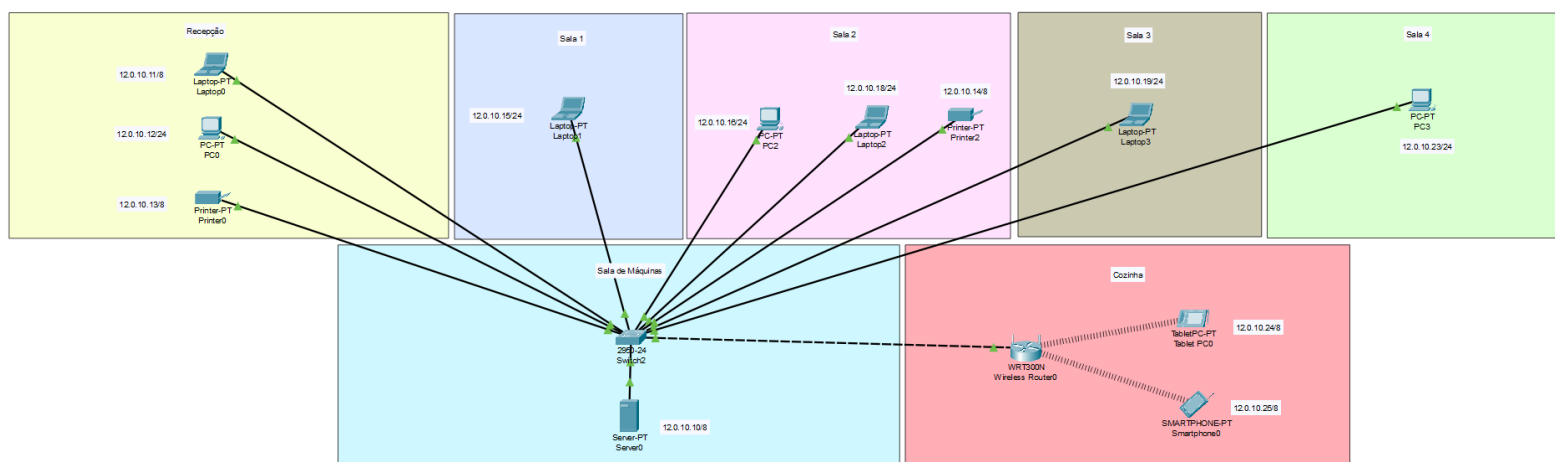 Recepção
12.0.10.11/8
Laptop-PT
Laptop0
12.0.10.12/24
PC-PT
PC0
12.0.10.13/8
Printer-PT
Printer0
Sala 1
12.0.10.15/24
Laptop-PT
Laptop1
Sala 2
12.0.10.16/24
PC-PT
PC2
12.0.10.18/24
Laptop-PT
Laptop2
12.0.10.14/8
Printer-PT
Printer2
Sala 3
12.0.10.19/24
Laptop-PT
Laptop3
Sala 4
PC-PT
PC3
12.0.10.23/24
Sala de Máquinas
2950-24
Switch2
Server-PT
Server0
12.0.10.10/8
Cozinha
WRT300N
Wireless Router0
TabletPC-PT
Tablet PC0
12.0.10.24/8
SMARTPHONE-PT
Smartphone0
12.0.10.25/8